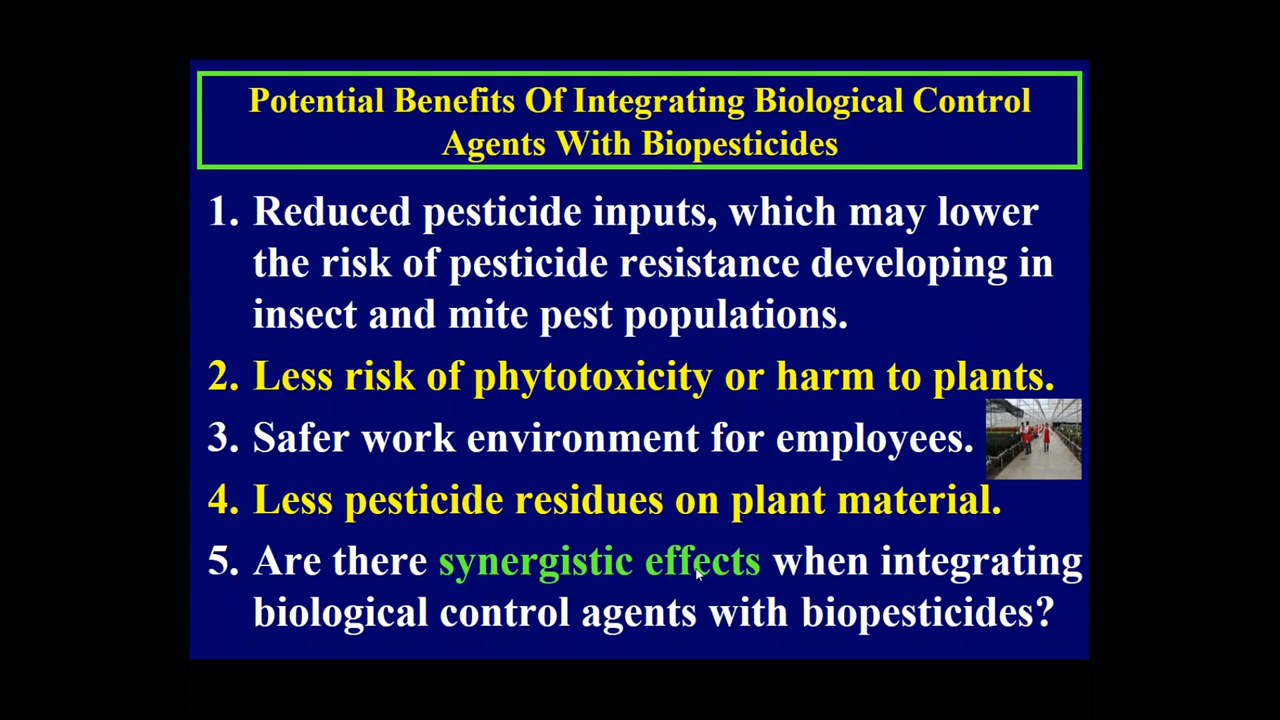 Potential Benefits Of Integrating Biological Control
Agents With Biopesticides
1. Reduced pesticide inputs, which may lower
the risk of pesticide resistance developing in
insect and mite pest populations.
2. Less risk of phytotoxicity or harm to plants.
3. Safer work environment for employees.
4. Less pesticide residues on plant material.
5. Are there synergistic effects when integrating
biological control agents with biopesticides?